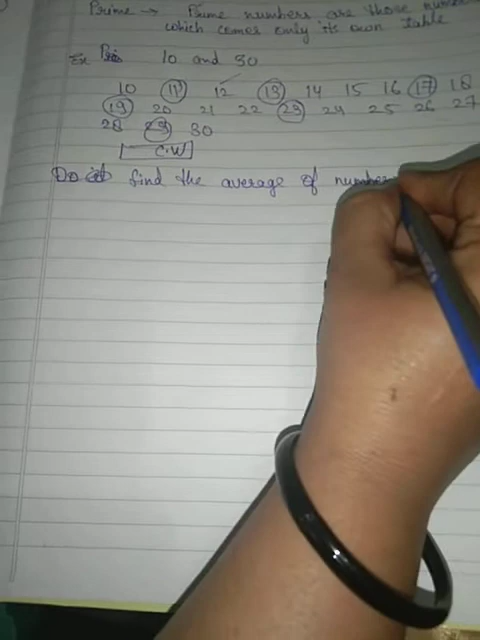 Prime → Prime numbers are those
which comes only its own table
Ex 10 and 30
10 11 12 13 14 15 16 17 18
19 20 21 22 23 24 25 26 27
28 29 30
C.W
find the average of number